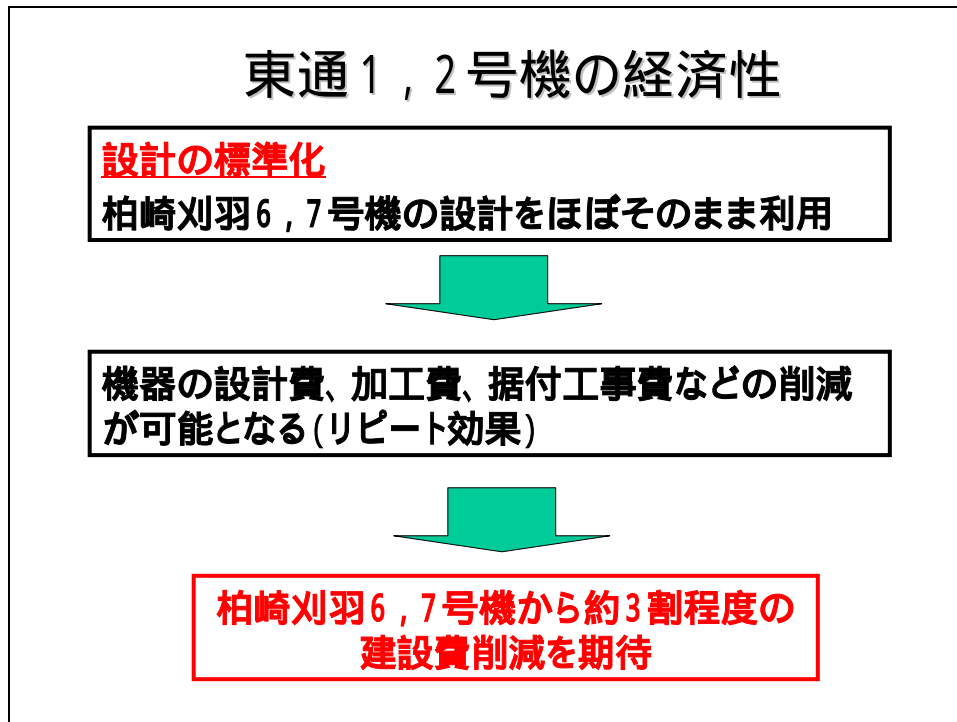 東通1，2号機の経済性
設計の標準化
柏崎刈羽6，7号機の設計をほぼそのまま利用
機器の設計費、加工費、据付工事費などの削減
が可能となる(リピート効果)
柏崎刈羽6，7号機から約3割程度の
建設費削減を期待